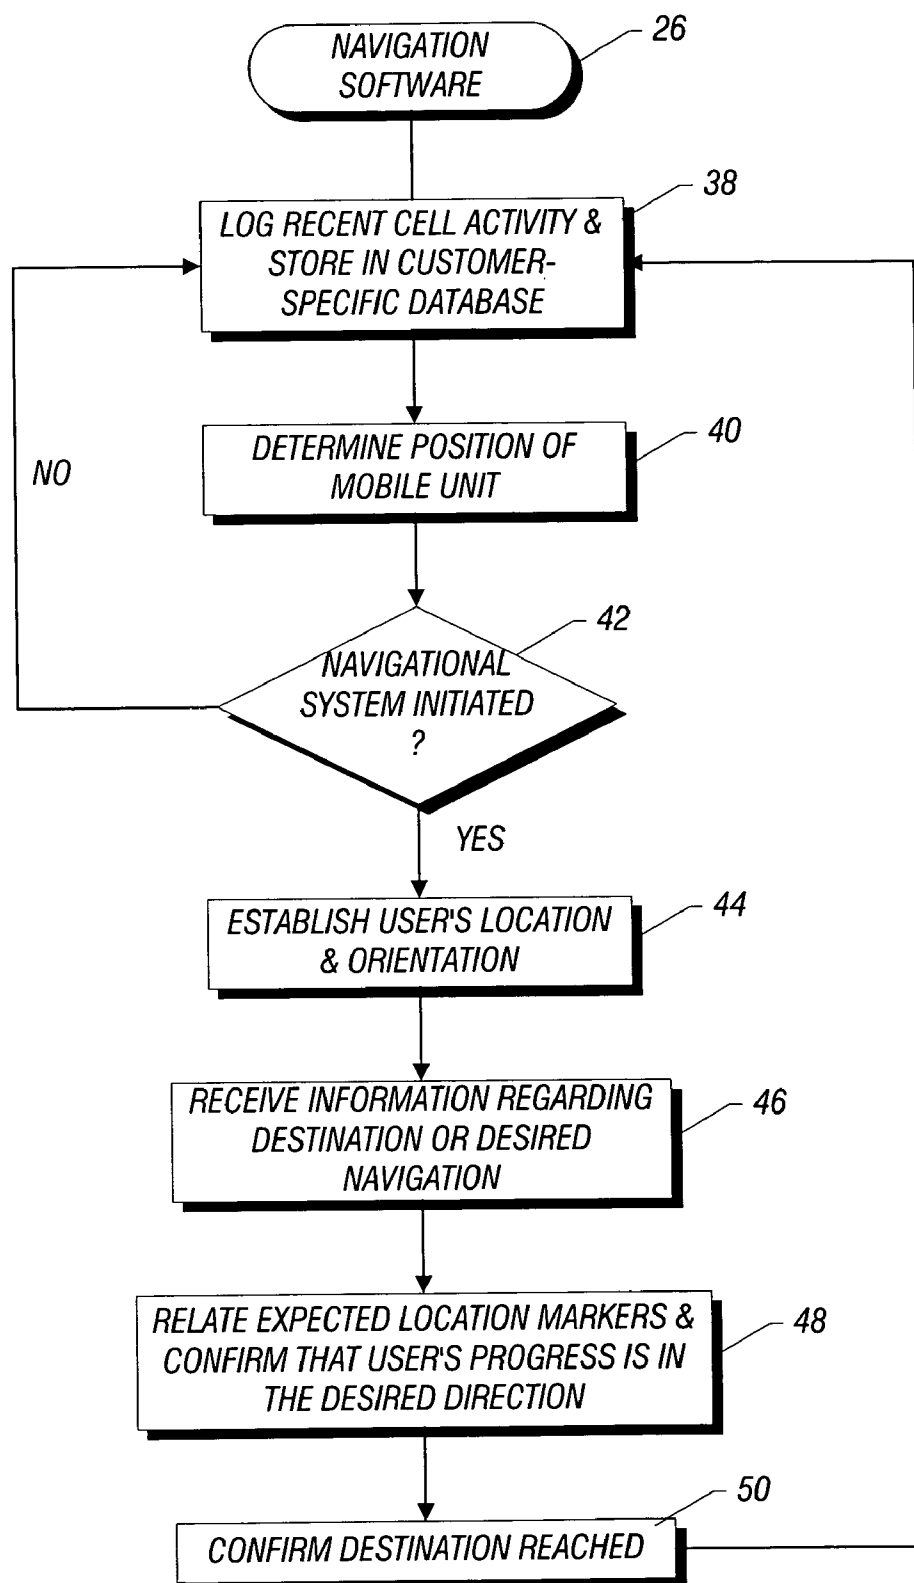 NAVIGATION
SOFTWARE
26
LOG RECENT CELL ACTIVITY &
STORE IN CUSTOMER-
SPECIFIC DATABASE
38
DETERMINE POSITION OF
MOBILE UNIT
40
NO
NAVIGATIONAL
SYSTEM INITIATED
?
42
YES
ESTABLISH USER'S LOCATION
& ORIENTATION
44
RECEIVE INFORMATION REGARDING
DESTINATION OR DESIRED
NAVIGATION
46
RELATE EXPECTED LOCATION MARKERS &
CONFIRM THAT USER'S PROGRESS IS IN
THE DESIRED DIRECTION
48
CONFIRM DESTINATION REACHED
50